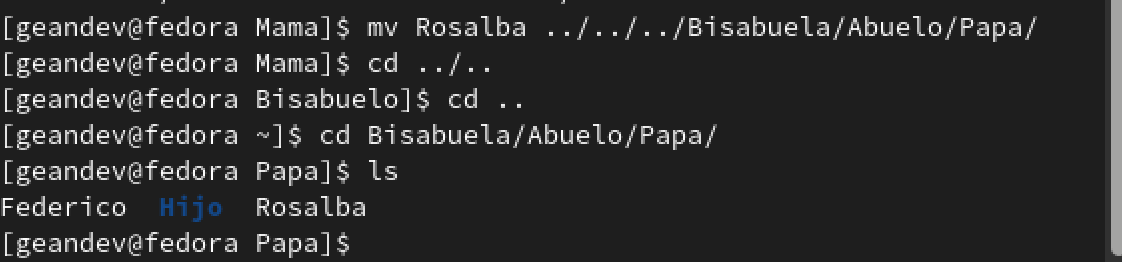 [geandev@fedora Mama]$ mv Rosalba ../../../Bisabuela/Abuelo/Papa/
[geandev@fedora Mama]$ cd ../..
[geandev@fedora Bisabuelo]$ cd ..
[geandev@fedora ~]$ cd Bisabuela/Abuelo/Papa/
[geandev@fedora Papa]$ ls
Federico  Hijo  Rosalba
[geandev@fedora Papa]$